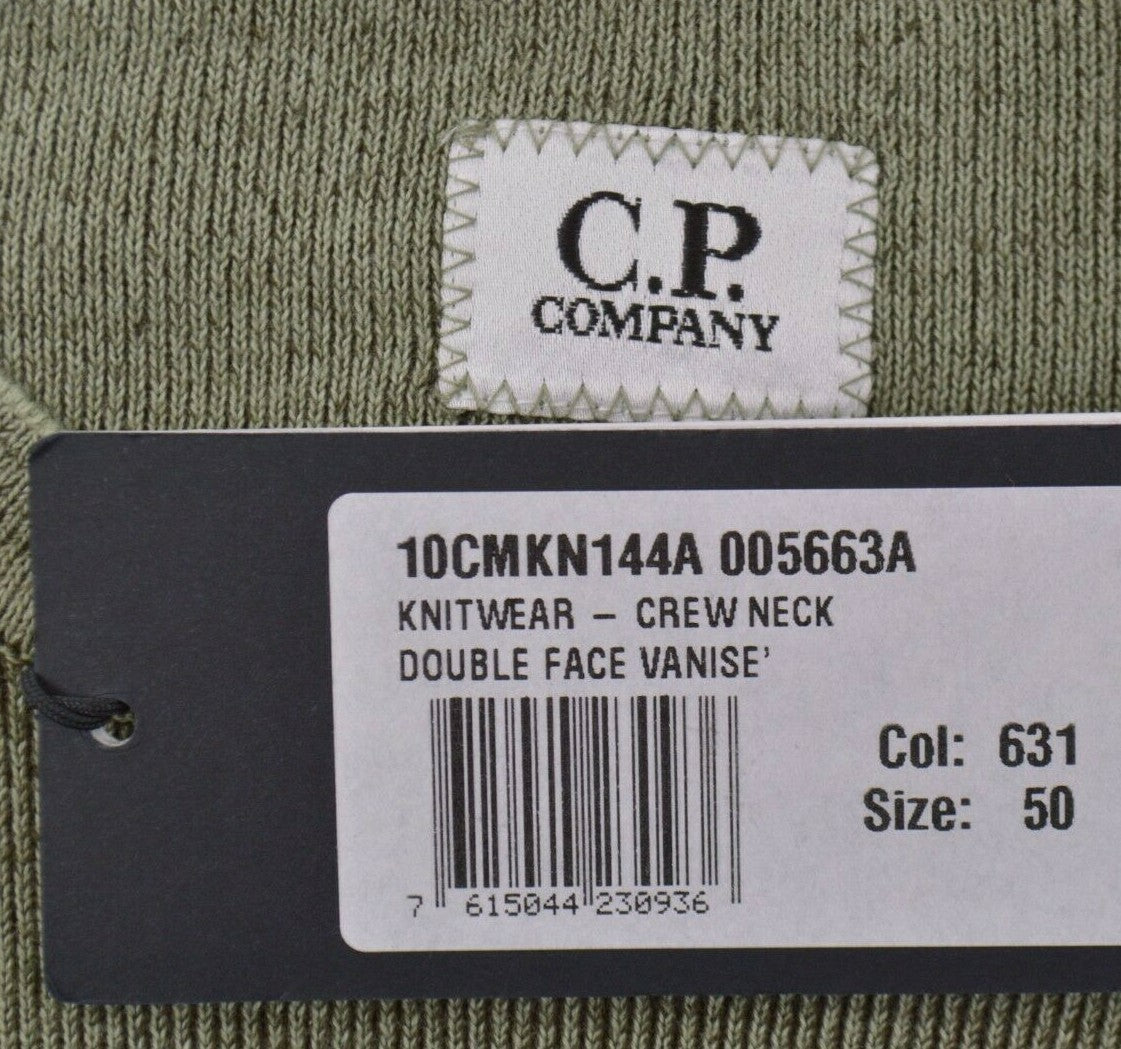 C.P.
COMPANY
10CMKN144A 005663A
KNITWEAR – CREW NECK
DOUBLE FACE VANISE'
Col: 631
Size: 50
7 615044 230936